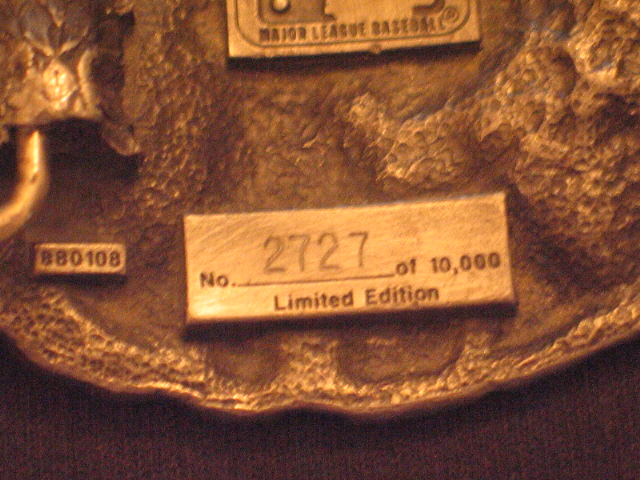 MAJOR LEAGUE BASEBALL®
880108
No. 2727 of 10,000
Limited Edition